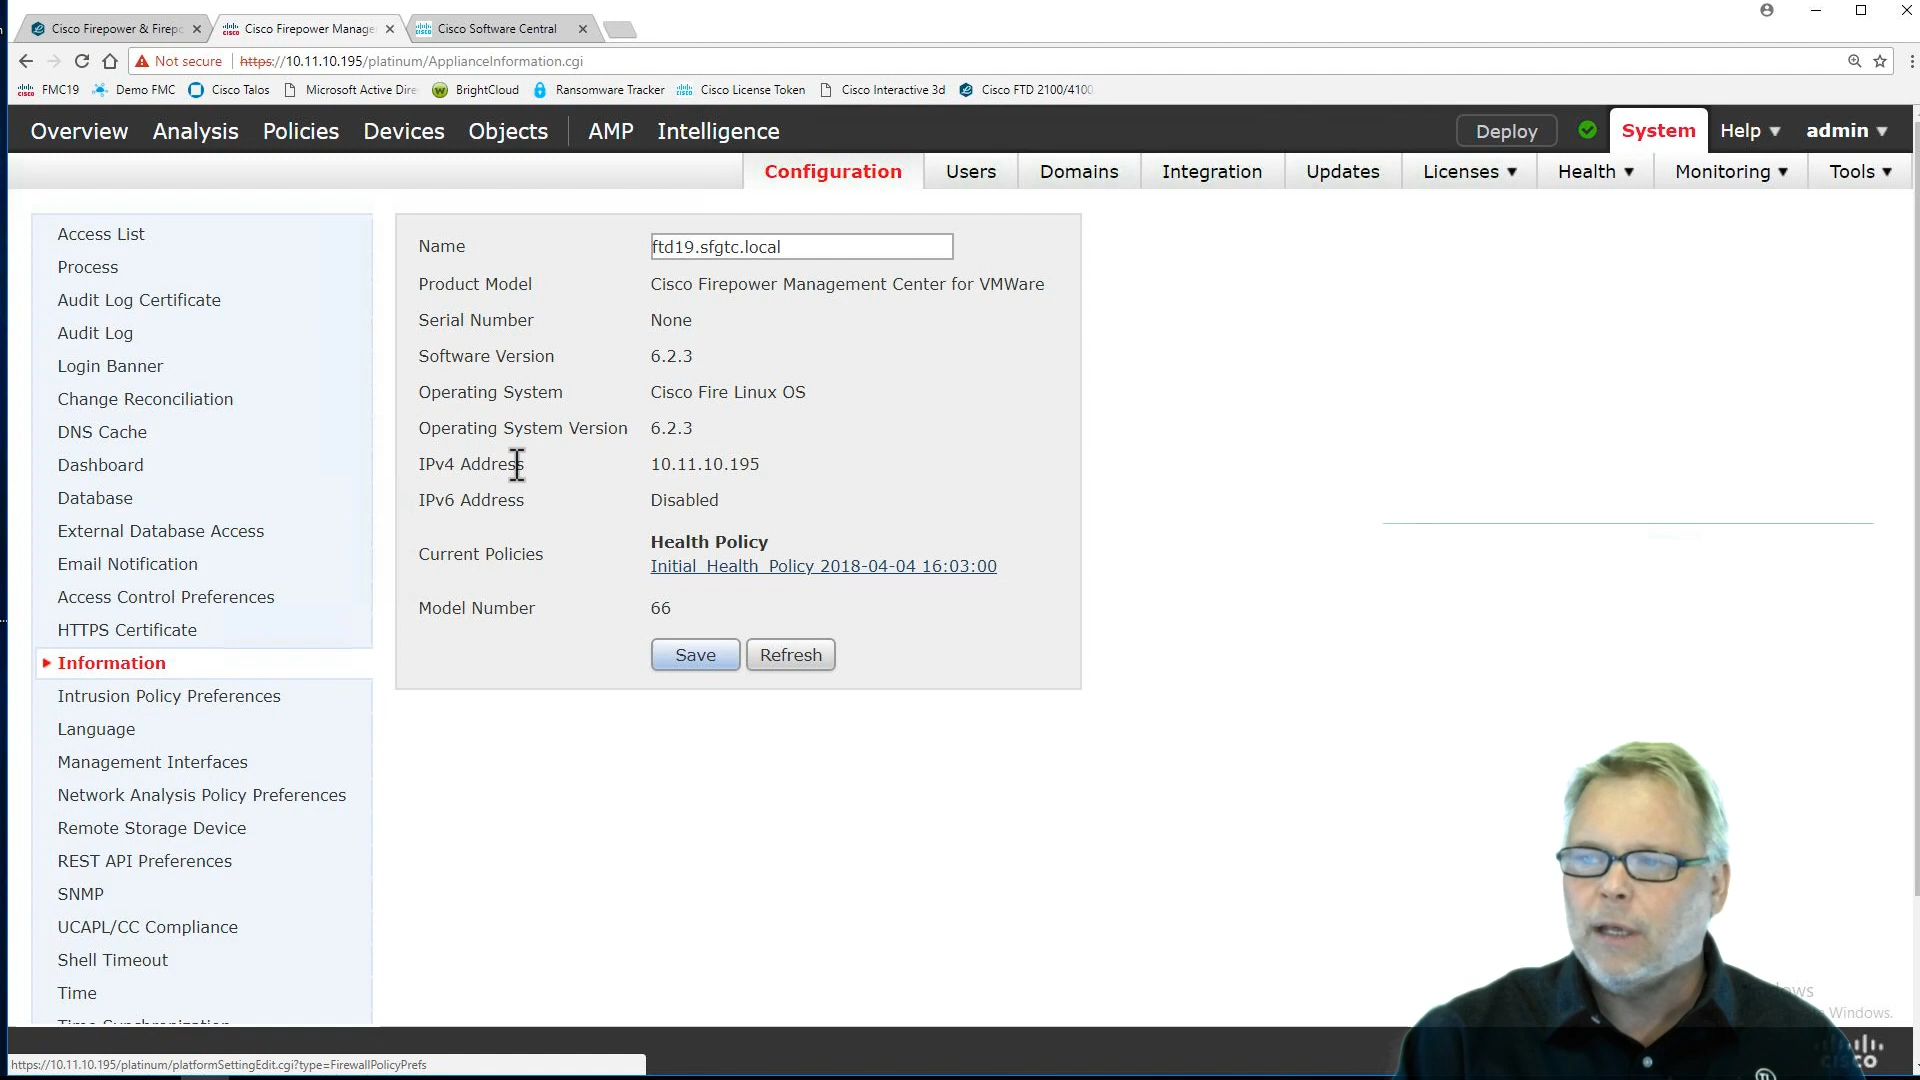 Cisco Firepower & Firepo
Cisco Firepower Manage
Cisco Software Central
Not secure
https://10.11.10.195/platinum/ApplianceInformation.cgi
FMC19
Demo FMC
Cisco Talos
Microsoft Active Dire
BrightCloud
Ransomware Tracker
Cisco License Token
Cisco Interactive 3d
Cisco FTD 2100/4100
Overview
Analysis
Policies
Devices
Objects
AMP
Intelligence
Deploy
System
Help
admin
Configuration
Users
Domains
Integration
Updates
Licenses
Health
Monitoring
Tools
Access List
Process
Audit Log Certificate
Audit Log
Login Banner
Change Reconciliation
DNS Cache
Dashboard
Database
External Database Access
Email Notification
Access Control Preferences
HTTPS Certificate
Information
Intrusion Policy Preferences
Language
Management Interfaces
Network Analysis Policy Preferences
Remote Storage Device
REST API Preferences
SNMP
UCAPL/CC Compliance
Shell Timeout
Time
Time Synchronization
Name ftd19.sfgtc.local
Product Model Cisco Firepower Management Center for VMWare
Serial Number None
Software Version 6.2.3
Operating System Cisco Fire Linux OS
Operating System Version 6.2.3
IPv4 Address 10.11.10.195
IPv6 Address Disabled
Current Policies Health Policy
Initial_Health_Policy 2018-04-04 16:03:00
Model Number 66
Save
Refresh
Windows.
cisco
https://10.11.10.195/platinum/platformSettingEdit.cgi?type=FirewallPolicyPrefs